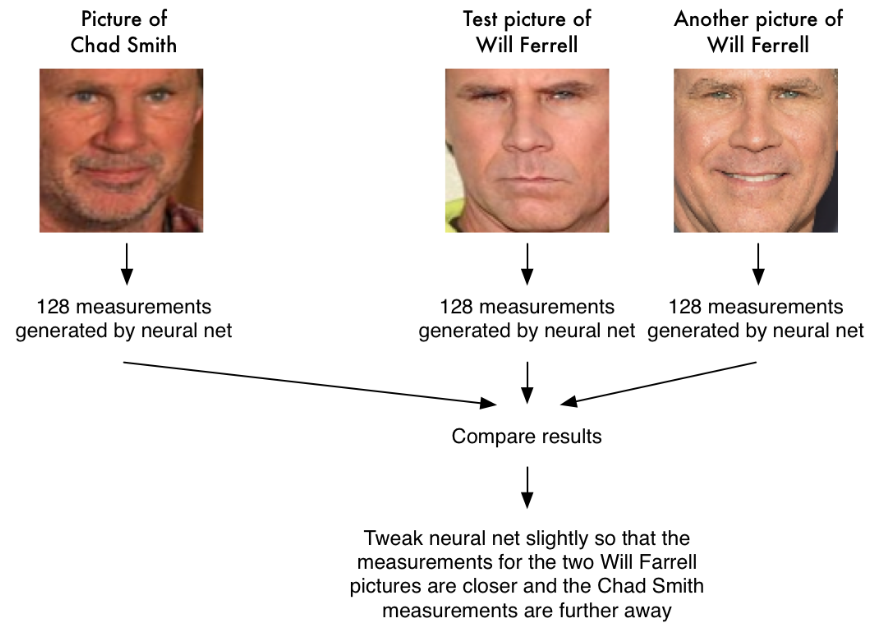 Picture of
Chad Smith
Test picture of
Will Ferrell
Another picture of
Will Ferrell
128 measurements
generated by neural net
128 measurements
generated by neural net
128 measurements
generated by neural net
Compare results
Tweak neural net slightly so that the
measurements for the two Will Farrell
pictures are closer and the Chad Smith
measurements are further away